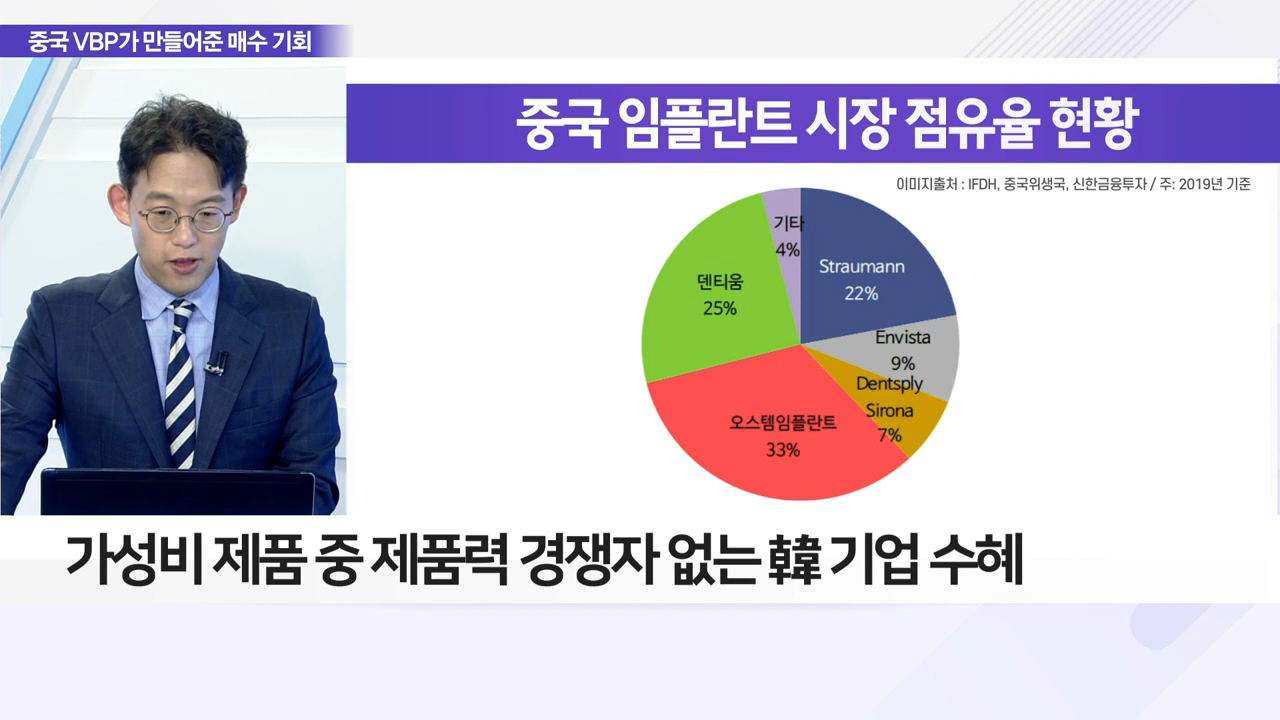 중국 VBP가 만들어준 매수 기회
중국 임플란트 시장 점유율 현황
이미지출처 : IFDH, 중국위생국, 신한금융투자 / 주: 2019년 기준
기타
4%
Straumann
22%
덴티움
25%
Envista
9%
Dentsply
Sirona
7%
오스템임플란트
33%
가성비 제품 중 제품력 경쟁자 없는 韓 기업 수혜